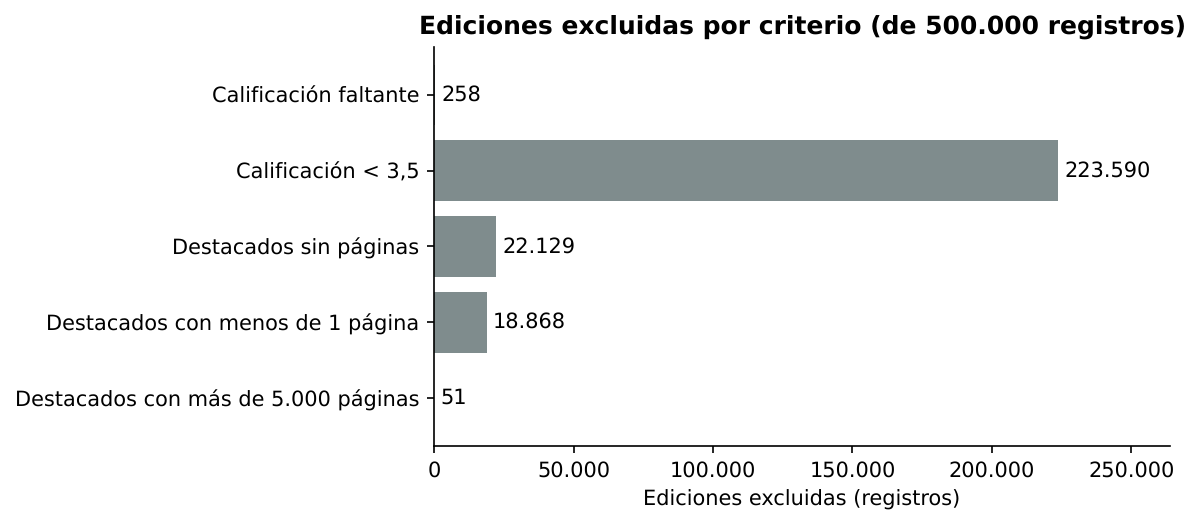 Ediciones excluidas por criterio (de 500.000 registros)
Calificación faltante
258
Calificación < 3,5
223.590
Destacados sin páginas
22.129
Destacados con menos de 1 página
18.868
Destacados con más de 5.000 páginas
51
0 50.000 100.000 150.000 200.000 250.000
Ediciones excluidas (registros)